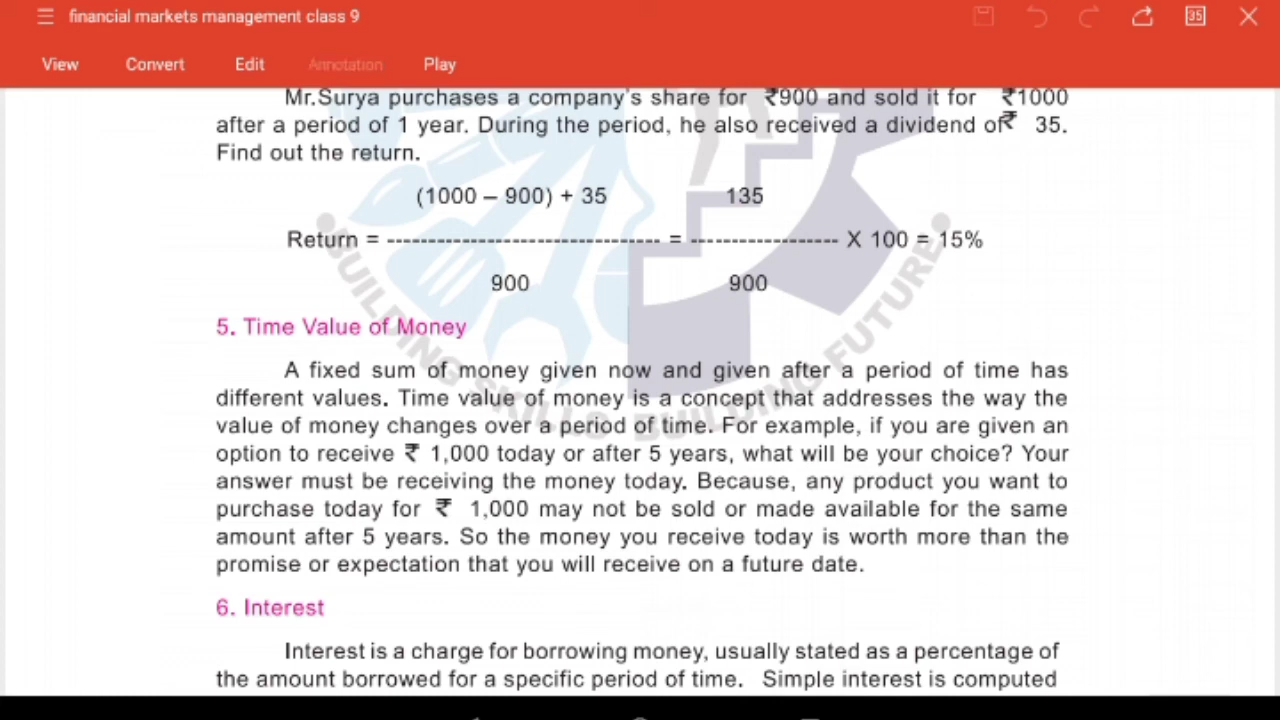 financial markets management class 9
35
View Convert Edit Annotation Play
Mr.Surya purchases a company's share for ₹900 and sold it for ₹1000
after a period of 1 year. During the period, he also received a dividend of₹ 35.
Find out the return.
(1000 – 900) + 35 135
Return = --------------------------------- = ------------------ X 100 = 15%
900 900
5. Time Value of Money
A fixed sum of money given now and given after a period of time has
different values. Time value of money is a concept that addresses the way the
value of money changes over a period of time. For example, if you are given an
option to receive ₹ 1,000 today or after 5 years, what will be your choice? Your
answer must be receiving the money today. Because, any product you want to
purchase today for ₹ 1,000 may not be sold or made available for the same
amount after 5 years. So the money you receive today is worth more than the
promise or expectation that you will receive on a future date.
6. Interest
Interest is a charge for borrowing money, usually stated as a percentage of
the amount borrowed for a specific period of time. Simple interest is computed
BUILDING SKILLS, BUILDING FUTURE